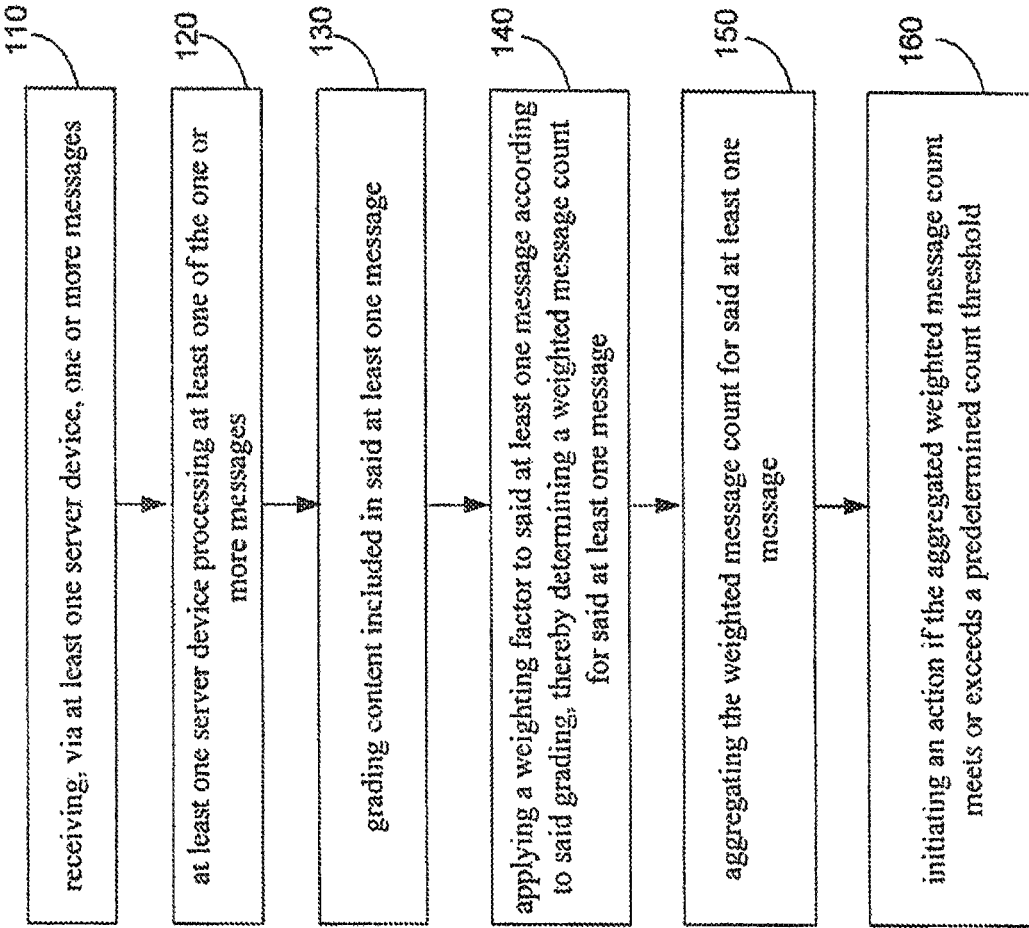 110
receiving, via at least one server device, one or more messages
120
at least one server device processing at least one of the one or
more messages
130
grading content included in said at least one message
140
applying a weighting factor to said at least one message according
to said grading, thereby determining a weighted message count
for said at least one message
150
aggregating the weighted message count for said at least one
message
160
initiating an action if the aggregated weighted message count
meets or exceeds a predetermined count threshold